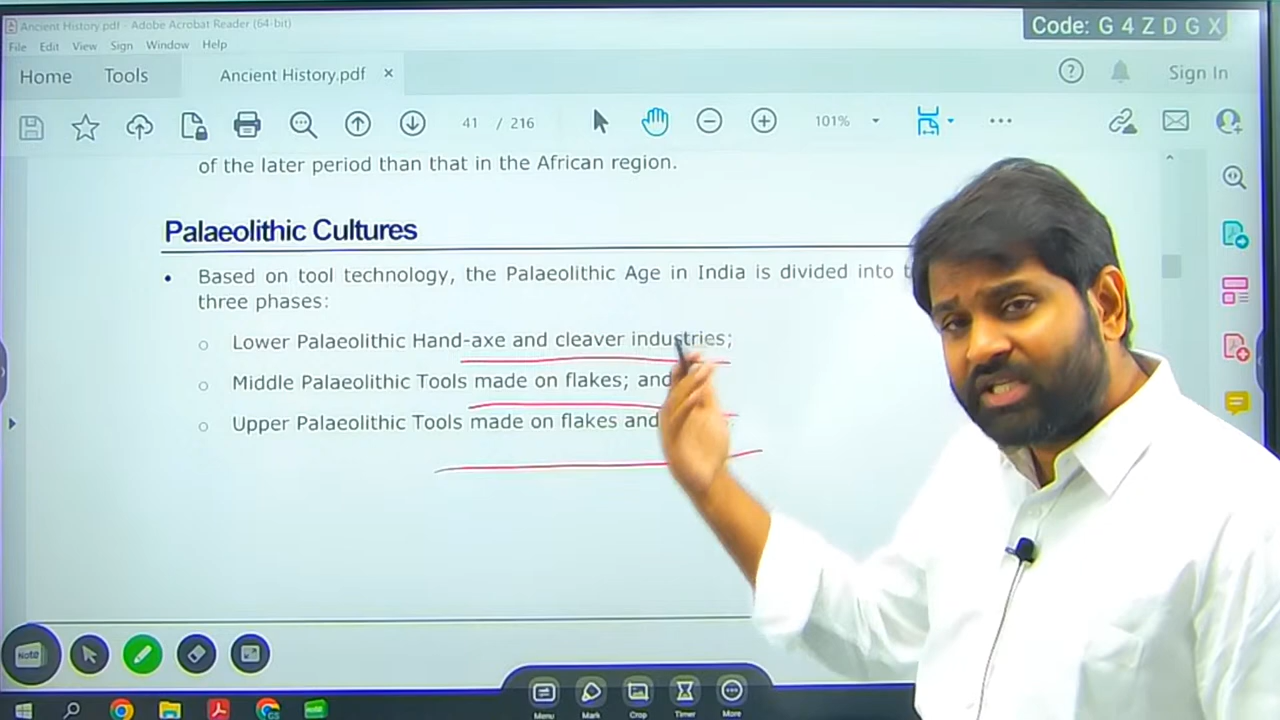 Ancient History.pdf - Adobe Acrobat Reader (64-bit)
Code: G 4 Z D G X
File Edit View Sign Window Help
Home Tools Ancient History.pdf × Sign In
41 / 216 101%
of the later period than that in the African region.
Palaeolithic Cultures
• Based on tool technology, the Palaeolithic Age in India is divided into
three phases:
o Lower Palaeolithic Hand-axe and cleaver industries;
o Middle Palaeolithic Tools made on flakes; and
o Upper Palaeolithic Tools made on flakes and
Note
Menu Mark Crop Timer More